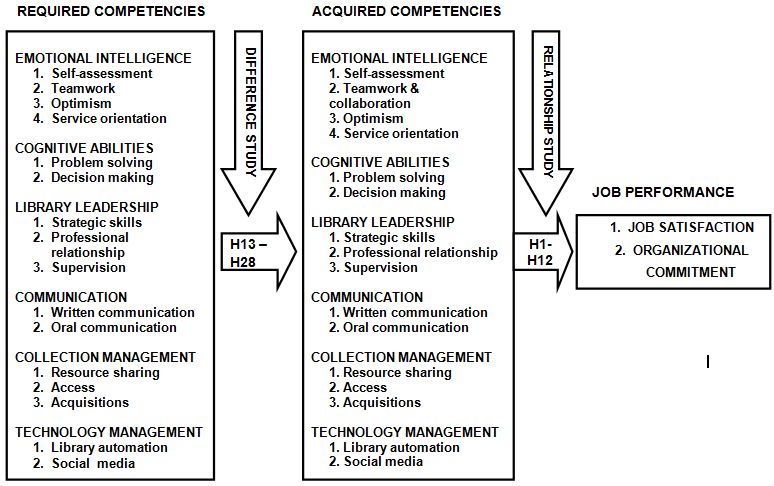 REQUIRED COMPETENCIES
EMOTIONAL INTELLIGENCE
1. Self-assessment
2. Teamwork
3. Optimism
4. Service orientation
COGNITIVE ABILITIES
1. Problem solving
2. Decision making
LIBRARY LEADERSHIP
1. Strategic skills
2. Professional
relationship
3. Supervision
COMMUNICATION
1. Written communication
2. Oral communication
COLLECTION MANAGEMENT
1. Resource sharing
2. Access
3. Acquisitions
TECHNOLOGY MANAGEMENT
1. Library automation
2. Social media
DIFFERENCE STUDY
H13 –
H28
ACQUIRED COMPETENCIES
EMOTIONAL INTELLIGENCE
1. Self-assessment
2. Teamwork &
collaboration
3. Optimism
4. Service orientation
COGNITIVE ABILITIES
1. Problem solving
2. Decision making
LIBRARY LEADERSHIP
1. Strategic skills
2. Professional relationship
3. Supervision
COMMUNICATION
1. Written communication
2. Oral communication
COLLECTION MANAGEMENT
1. Resource sharing
2. Access
3. Acquisitions
TECHNOLOGY MANAGEMENT
1. Library automation
2. Social media
RELATIONSHIP STUDY
H1-
H12
JOB PERFORMANCE
1. JOB SATISFACTION
2. ORGANIZATIONAL
COMMITMENT